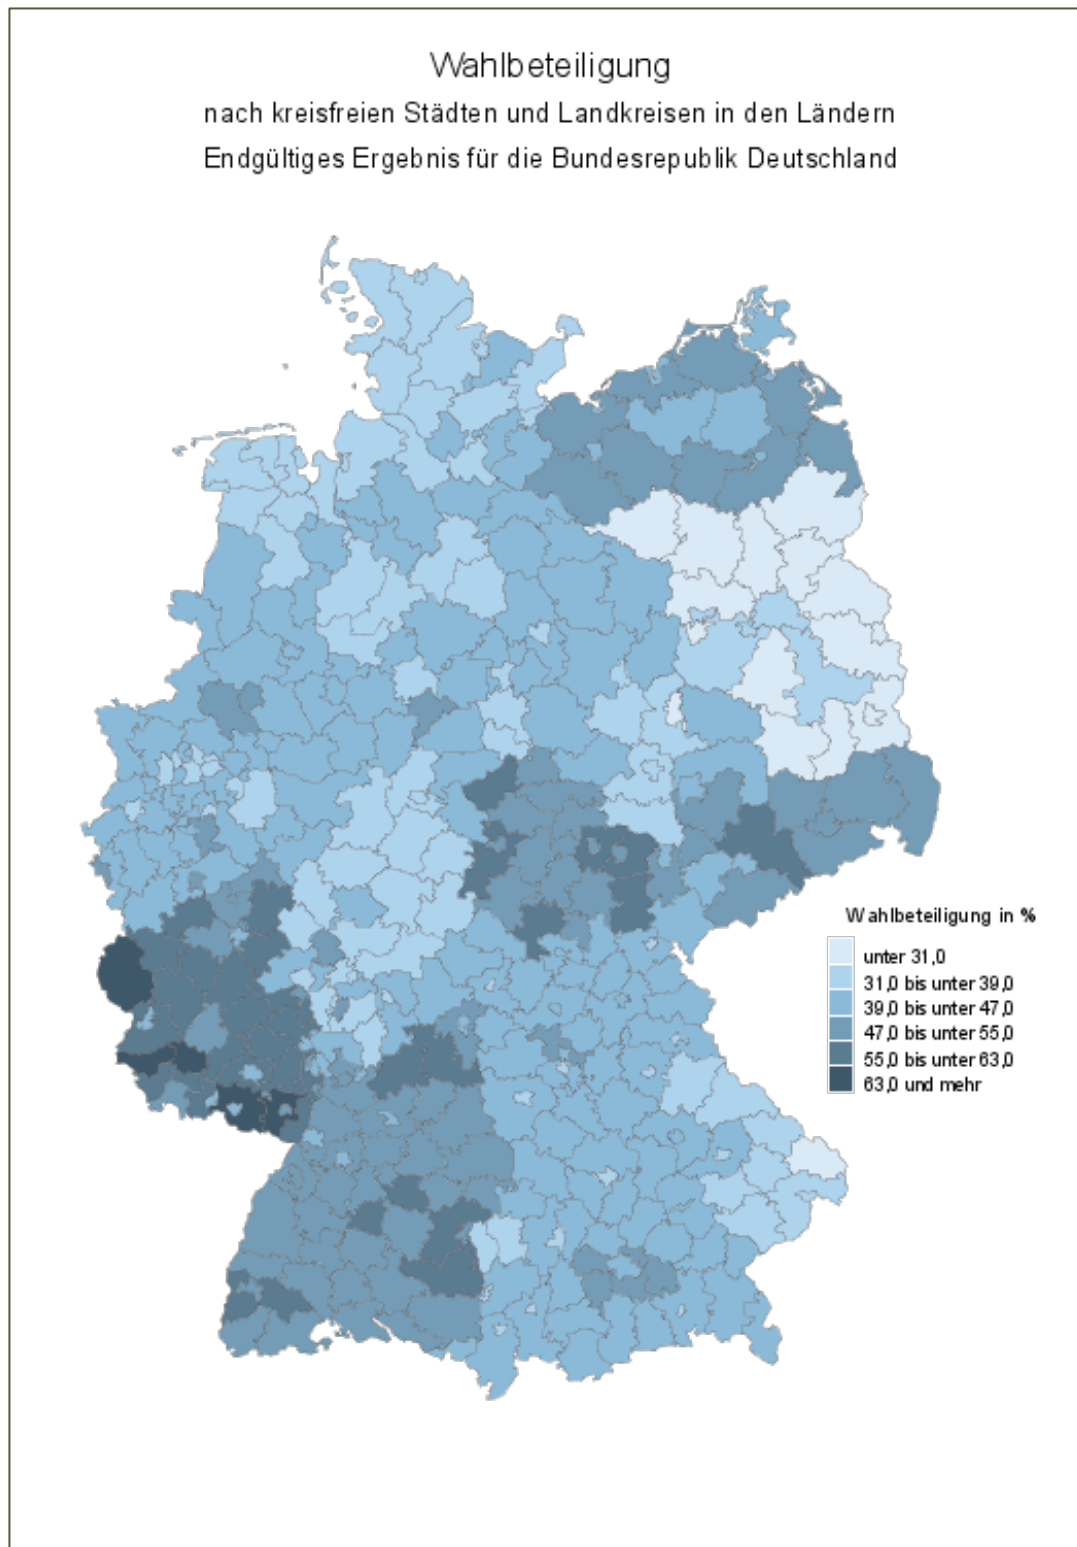 Wahlbeteiligung
nach kreisfreien Städten und Landkreisen in den Ländern
Endgültiges Ergebnis für die Bundesrepublik Deutschland
Wahlbeteiligung in %
unter 31,0
31,0 bis unter 39,0
39,0 bis unter 47,0
47,0 bis unter 55,0
55,0 bis unter 63,0
63,0 und mehr